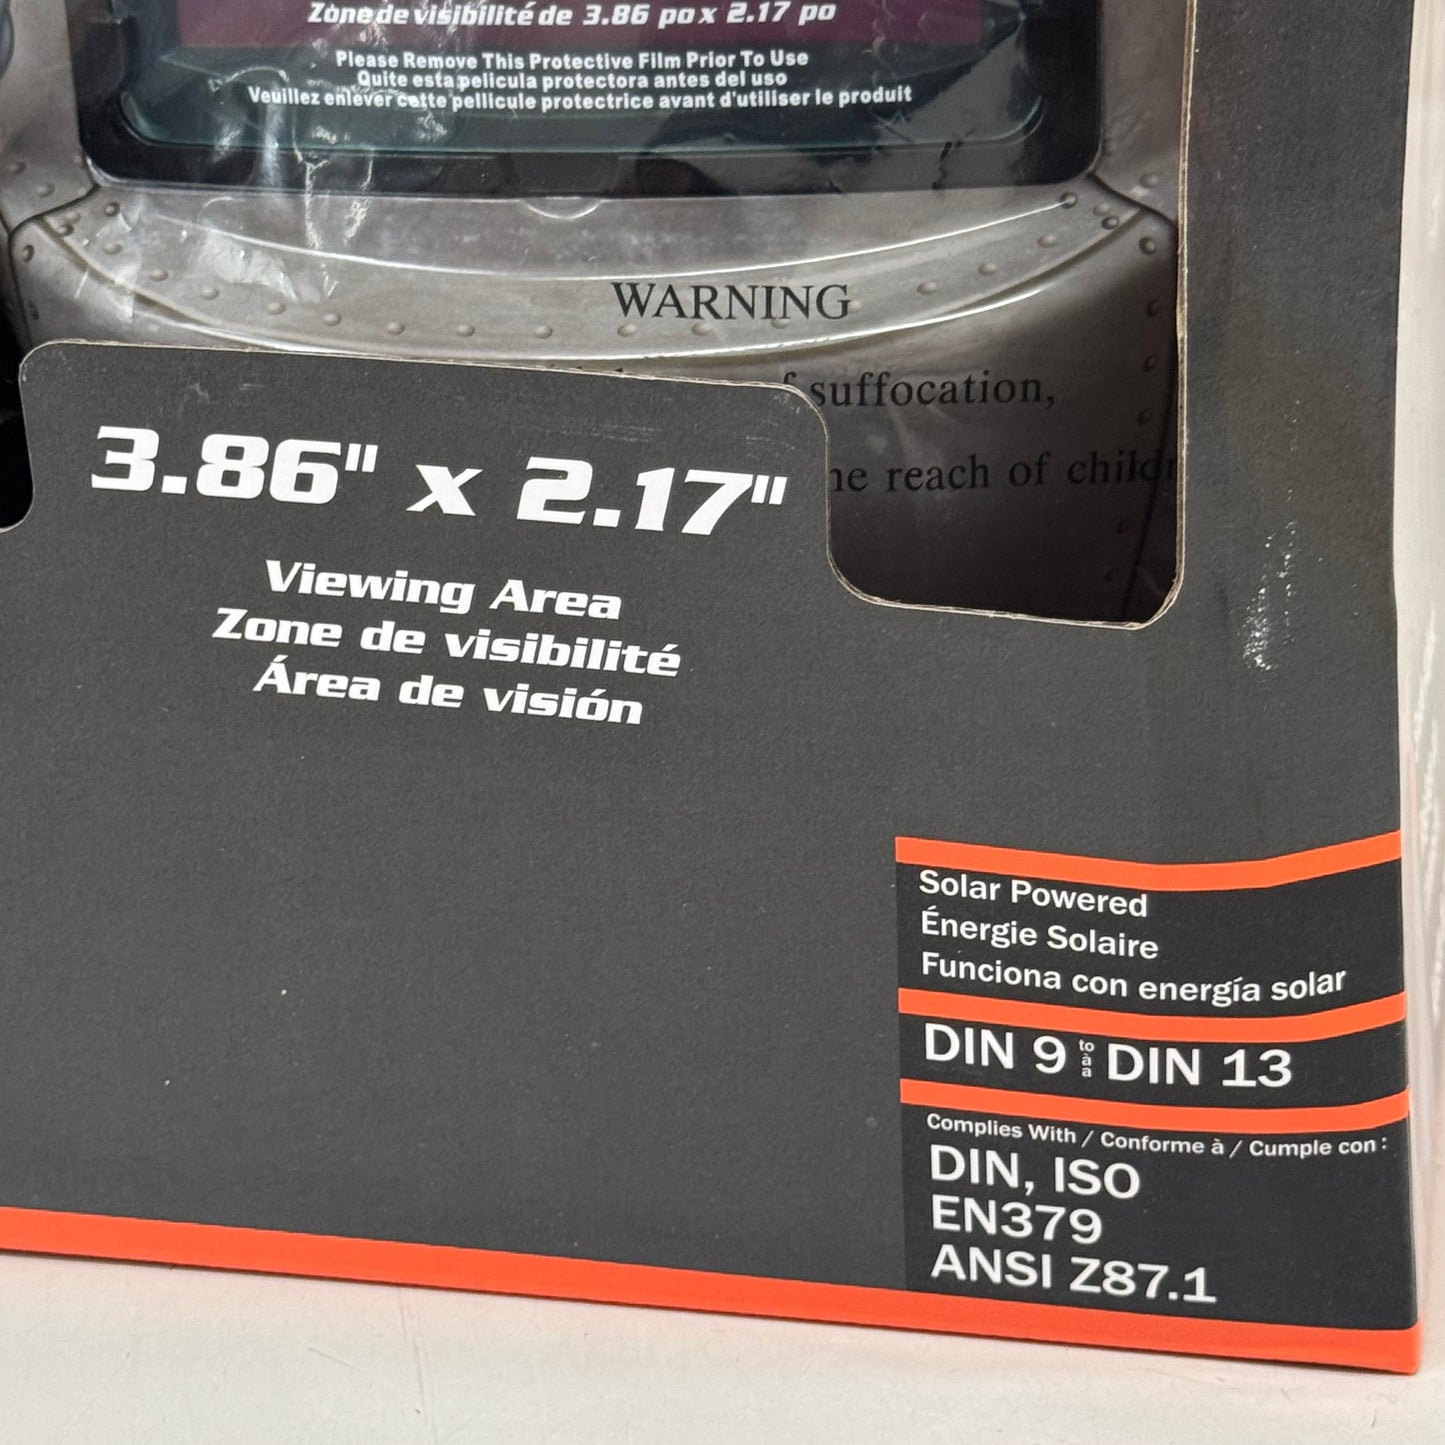 Zone de visibilité de 3.86 po x 2.17 po
Please Remove This Protective Film Prior To Use
Quite esta pelicula protectora antes del uso
Veuillez enlever cette pellicule protectrice avant d'utiliser le produit
WARNING
suffocation,
reach of
3.86" x 2.17"
Viewing Area
Zone de visibilité
Área de visión
Solar Powered
Énergie Solaire
Funciona con energía solar
DIN 9 to à a DIN 13
Complies With / Conforme à / Cumple con :
DIN, ISO
EN379
ANSI Z87.1